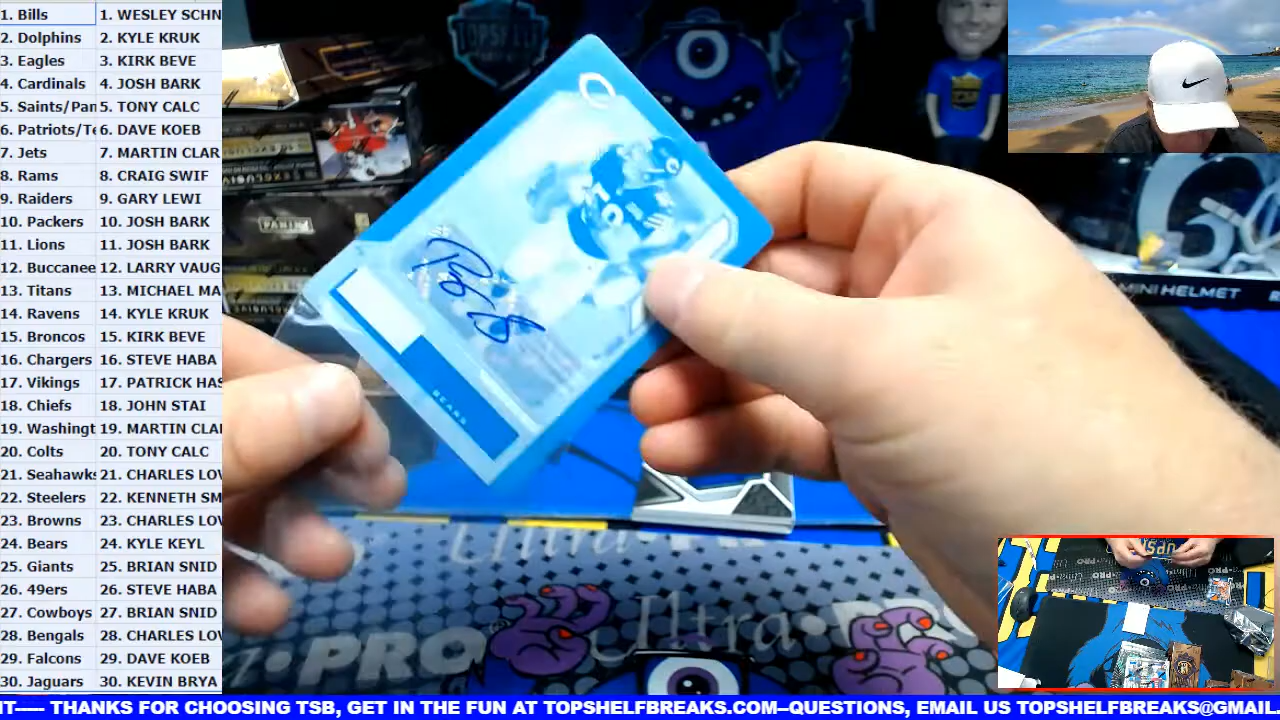 1. Bills 1. WESLEY SCHN
2. Dolphins 2. KYLE KRUK
3. Eagles 3. KIRK BEVE
4. Cardinals 4. JOSH BARK
5. Saints/Pan 5. TONY CALC
6. Patriots/Te 6. DAVE KOEB
7. Jets 7. MARTIN CLAR
8. Rams 8. CRAIG SWIF
9. Raiders 9. GARY LEWI
10. Packers 10. JOSH BARK
11. Lions 11. JOSH BARK
12. Buccanee 12. LARRY VAUG
13. Titans 13. MICHAEL MA
14. Ravens 14. KYLE KRUK
15. Broncos 15. KIRK BEVE
16. Chargers 16. STEVE HABA
17. Vikings 17. PATRICK HAS
18. Chiefs 18. JOHN STAI
19. Washingt 19. MARTIN CLAI
20. Colts 20. TONY CALC
21. Seahawks 21. CHARLES LOV
22. Steelers 22. KENNETH SM
23. Browns 23. CHARLES LOV
24. Bears 24. KYLE KEYL
25. Giants 25. BRIAN SNID
26. 49ers 26. STEVE HABA
27. Cowboys 27. BRIAN SNID
28. Bengals 28. CHARLES LOV
29. Falcons 29. DAVE KOEB
30. Jaguars 30. KEVIN BRYA
TOPSHELF
PANINI
BEARS
MINI HELMET
PRO Ultra
IT----- THANKS FOR CHOOSING TSB, GET IN THE FUN AT TOPSHELFBREAKS.COM--QUESTIONS, EMAIL US TOPSHELFBREAKS@GMAIL.